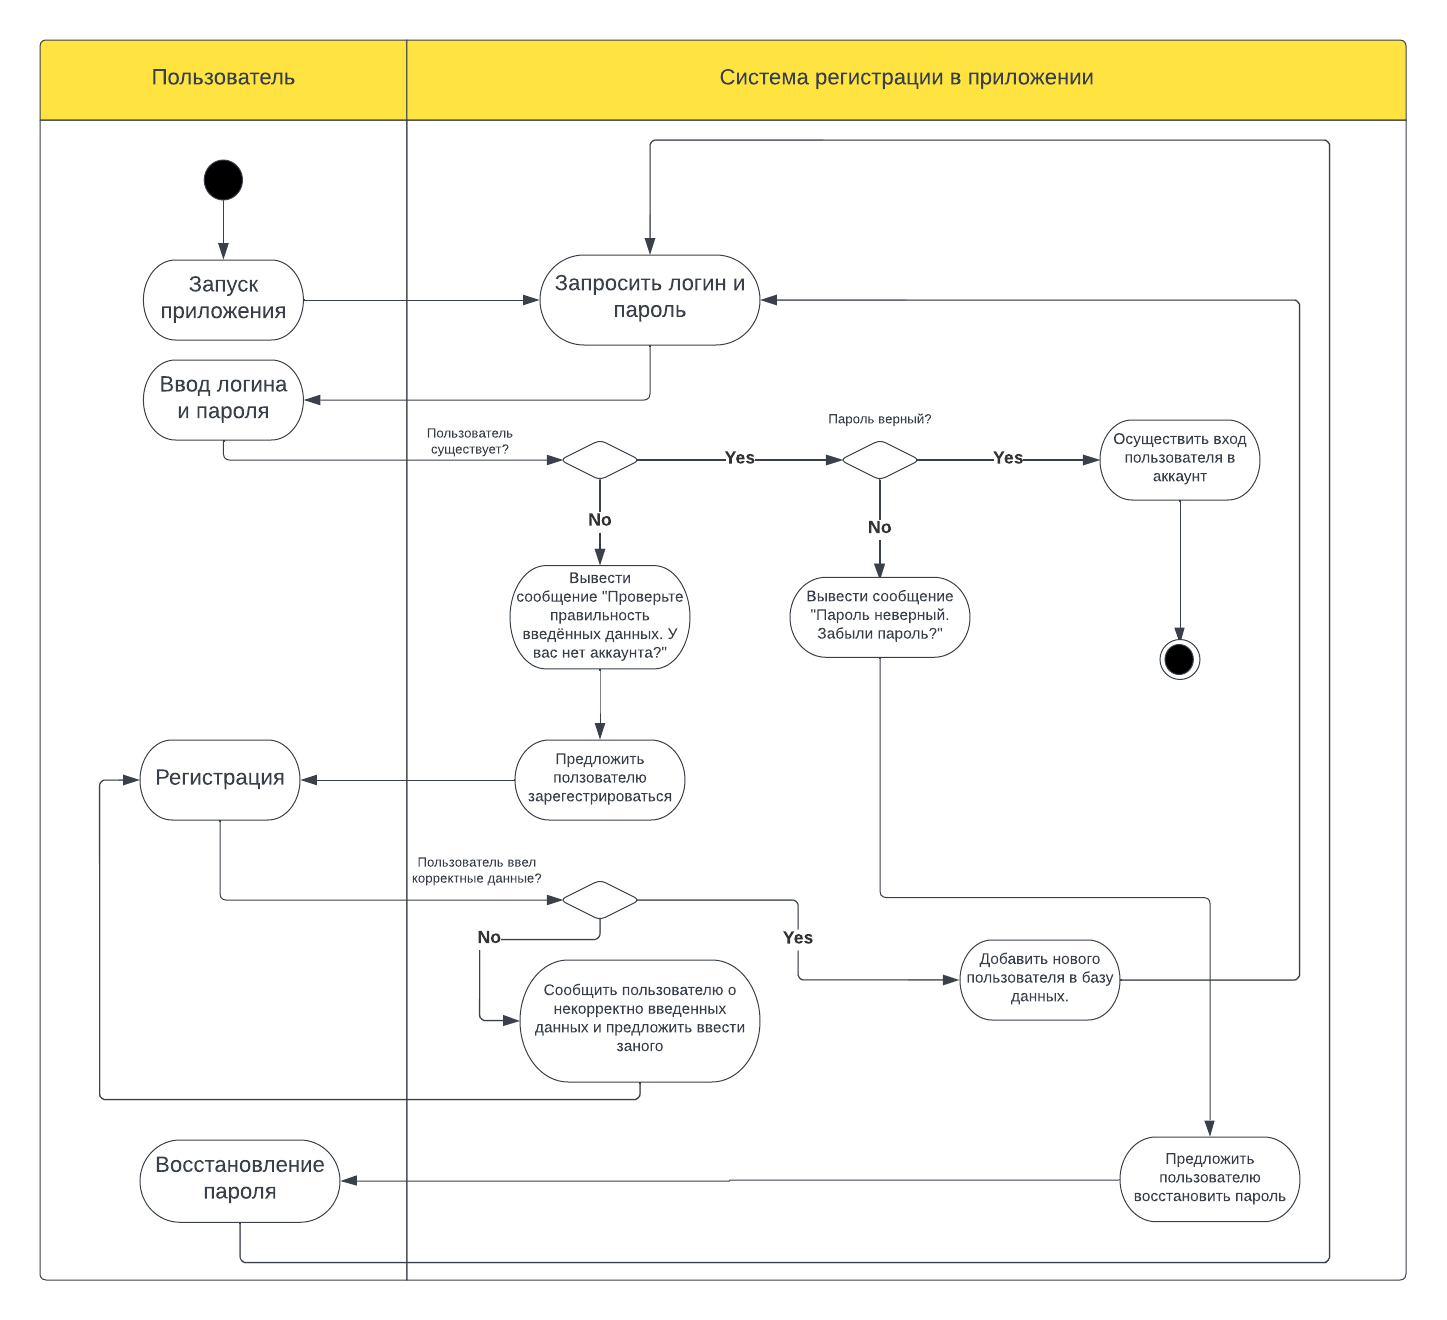 Пользователь
Система регистрации в приложении
Запуск
приложения
Запросить логин и
пароль
Ввод логина
и пароля
Пользователь
существует?
Yes
Пароль верный?
Yes
Осуществить вход
пользователя в
аккаунт
No
No
Вывести
сообщение "Проверьте
правильность
введённых данных. У
вас нет аккаунта?"
Вывести сообщение
"Пароль неверный.
Забыли пароль?"
Регистрация
Предложить
ползователю
зарегестрироваться
Пользователь ввел
корректные данные?
No
Yes
Сообщить пользователю о
некорректно введенных
данных и предложить ввести
заного
Добавить нового
пользователя в базу
данных.
Восстановление
пароля
Предложить
пользователю
восстановить пароль